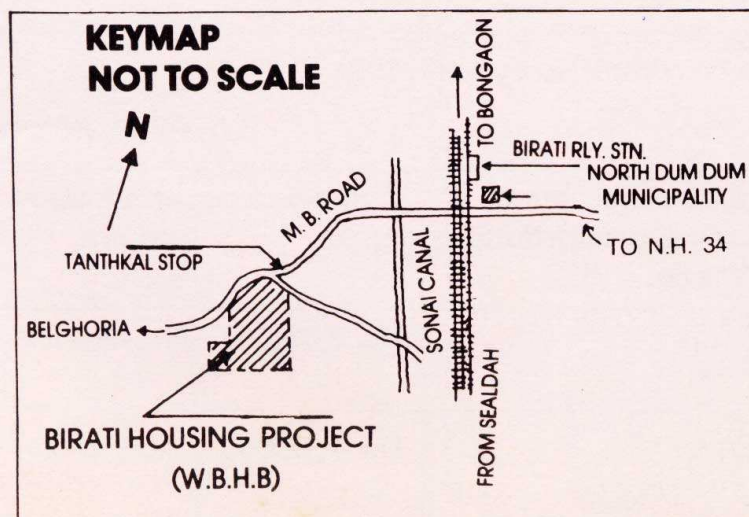 KEYMAP
NOT TO SCALE
N
TO BONGAON
BIRATI RLY. STN.
NORTH DUM DUM
MUNICIPALITY
M. B. ROAD
TO N.H. 34
TANTHKAL STOP
SONAI CANAL
BELGHORIA
FROM SEALDAH
BIRATI HOUSING PROJECT
(W.B.H.B)